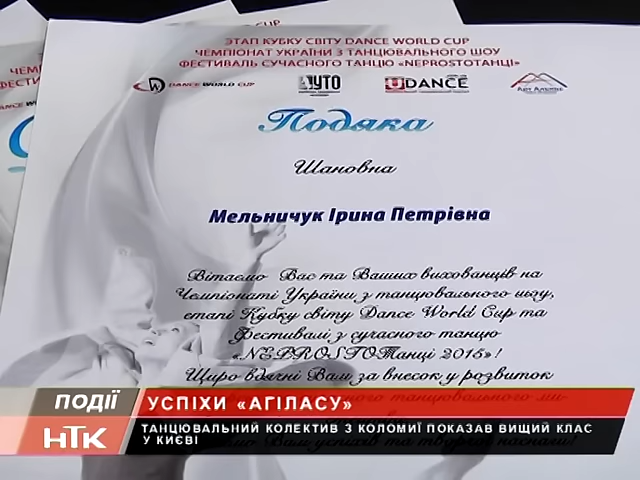 ЕТАП КУБКУ СВІТУ DANCE WORLD CUP
ЧЕМПІОНАТ УКРАЇНИ З ТАНЦЮВАЛЬНОГО ШОУ
ФЕСТИВАЛЬ СУЧАСНОГО ТАНЦЮ «NEPROSTOТАНЦІ»
DANCE WORLD CUP
УТО
UDANCE
Подяка
Шановна
Мельничук Ірина Петрівна
Вітаємо Вас та Ваших вихованців на
Чемпіонаті України з танцювального шоу,
етапі Кубку світу Dance World Cup та
Фестивалі з сучасного танцю
«NEPROSTOТанці 2015»!
Щиро вдячні Вам за внесок у розвиток
ПОДІЇ
УСПІХИ «АГІЛАСУ»
НТК
ТАНЦЮВАЛЬНИЙ КОЛЕКТИВ З КОЛОМИЇ ПОКАЗАВ ВИЩИЙ КЛАС
У КИЄВІ